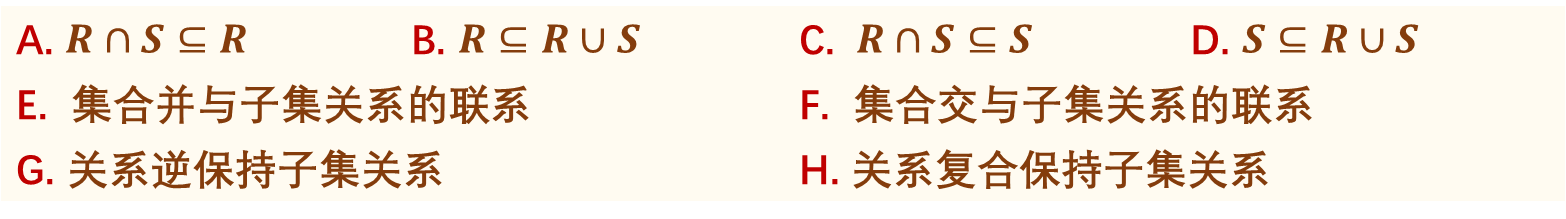 A. R ∩ S ⊆ R B. R ⊆ R ∪ S C. R ∩ S ⊆ S D. S ⊆ R ∪ S
E. 集合并与子集关系的联系 F. 集合交与子集关系的联系
G. 关系逆保持子集关系 H. 关系复合保持子集关系